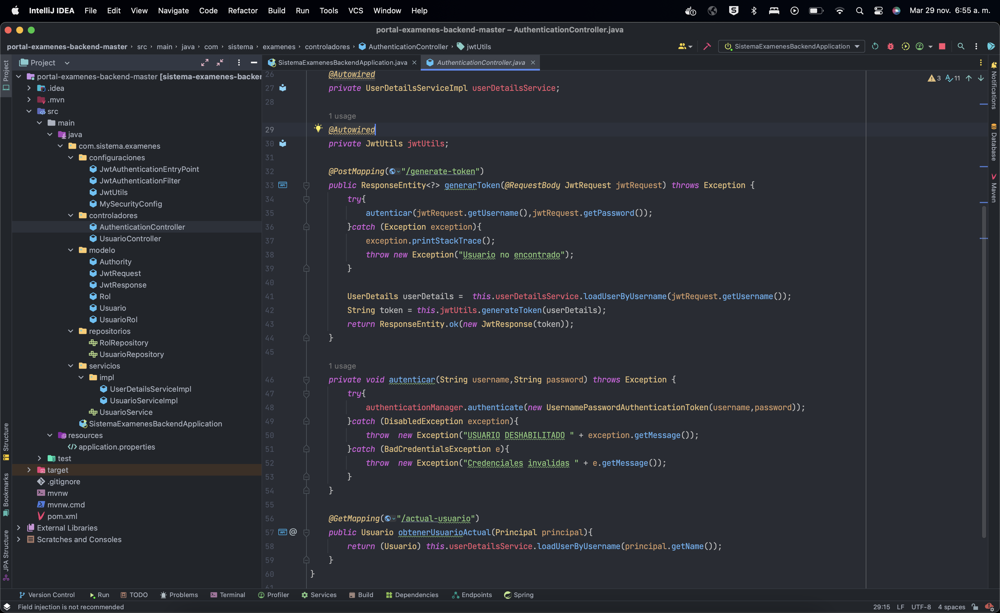 IntelliJ IDEA File Edit View Navigate Code Refactor Build Run Tools VCS Window Help Mar 29 nov. 6:55 a. m.
portal-examenes-backend-master – AuthenticationController.java
portal-examenes-backend-master › src › main › java › com › sistema › examenes › controladores › AuthenticationController › jwtUtils SistemaExamenesBackendApplication
Project
SistemaExamenesBackendApplication.java AuthenticationController.java
Project
Structure
Bookmarks
JPA Structure
portal-examenes-backend-master [sistema-examenes-backer
.idea
.mvn
src
main
java
com.sistema.examenes
configuraciones
JwtAuthenticationEntryPoint
JwtAuthenticationFilter
JwtUtils
MySecurityConfig
controladores
AuthenticationController
UsuarioController
modelo
Authority
JwtRequest
JwtResponse
Rol
Usuario
UsuarioRol
repositorios
RolRepository
UsuarioRepository
servicios
impl
UserDetailsServiceImpl
UsuarioServiceImpl
UsuarioService
SistemaExamenesBackendApplication
resources
application.properties
test
target
.gitignore
mvnw
mvnw.cmd
pom.xml
External Libraries
Scratches and Consoles
3 11
26 @Autowired
27 private UserDetailsServiceImpl userDetailsService;
28
1 usage
29 @Autowired
30 private JwtUtils jwtUtils;
31
32 @PostMapping("/generate-token")
33 API public ResponseEntity<?> generarToken(@RequestBody JwtRequest jwtRequest) throws Exception {
34 try{
35 autenticar(jwtRequest.getUsername(),jwtRequest.getPassword());
36 }catch (Exception exception){
37 exception.printStackTrace();
38 throw new Exception("Usuario no encontrado");
39 }
40
41 UserDetails userDetails =  this.userDetailsService.loadUserByUsername(jwtRequest.getUsername());
42 String token = this.jwtUtils.generateToken(userDetails);
43 return ResponseEntity.ok(new JwtResponse(token));
44 }
45
1 usage
46 private void autenticar(String username,String password) throws Exception {
47 try{
48 authenticationManager.authenticate(new UsernamePasswordAuthenticationToken(username,password));
49 }catch (DisabledException exception){
50 throw  new Exception("USUARIO DESHABILITADO " + exception.getMessage());
51 }catch (BadCredentialsException e){
52 throw  new Exception("Credenciales invalidas " + e.getMessage());
53 }
54 }
55
56 @GetMapping("/actual-usuario")
57 API @ public Usuario obtenerUsuarioActual(Principal principal){
58 return (Usuario) this.userDetailsService.loadUserByUsername(principal.getName());
59 }
60 }
61
Notifications
Database
Maven
Version Control Run TODO Problems Terminal Profiler Services Build Dependencies Endpoints Spring
Field injection is not recommended 29:15 LF UTF-8 4 spaces